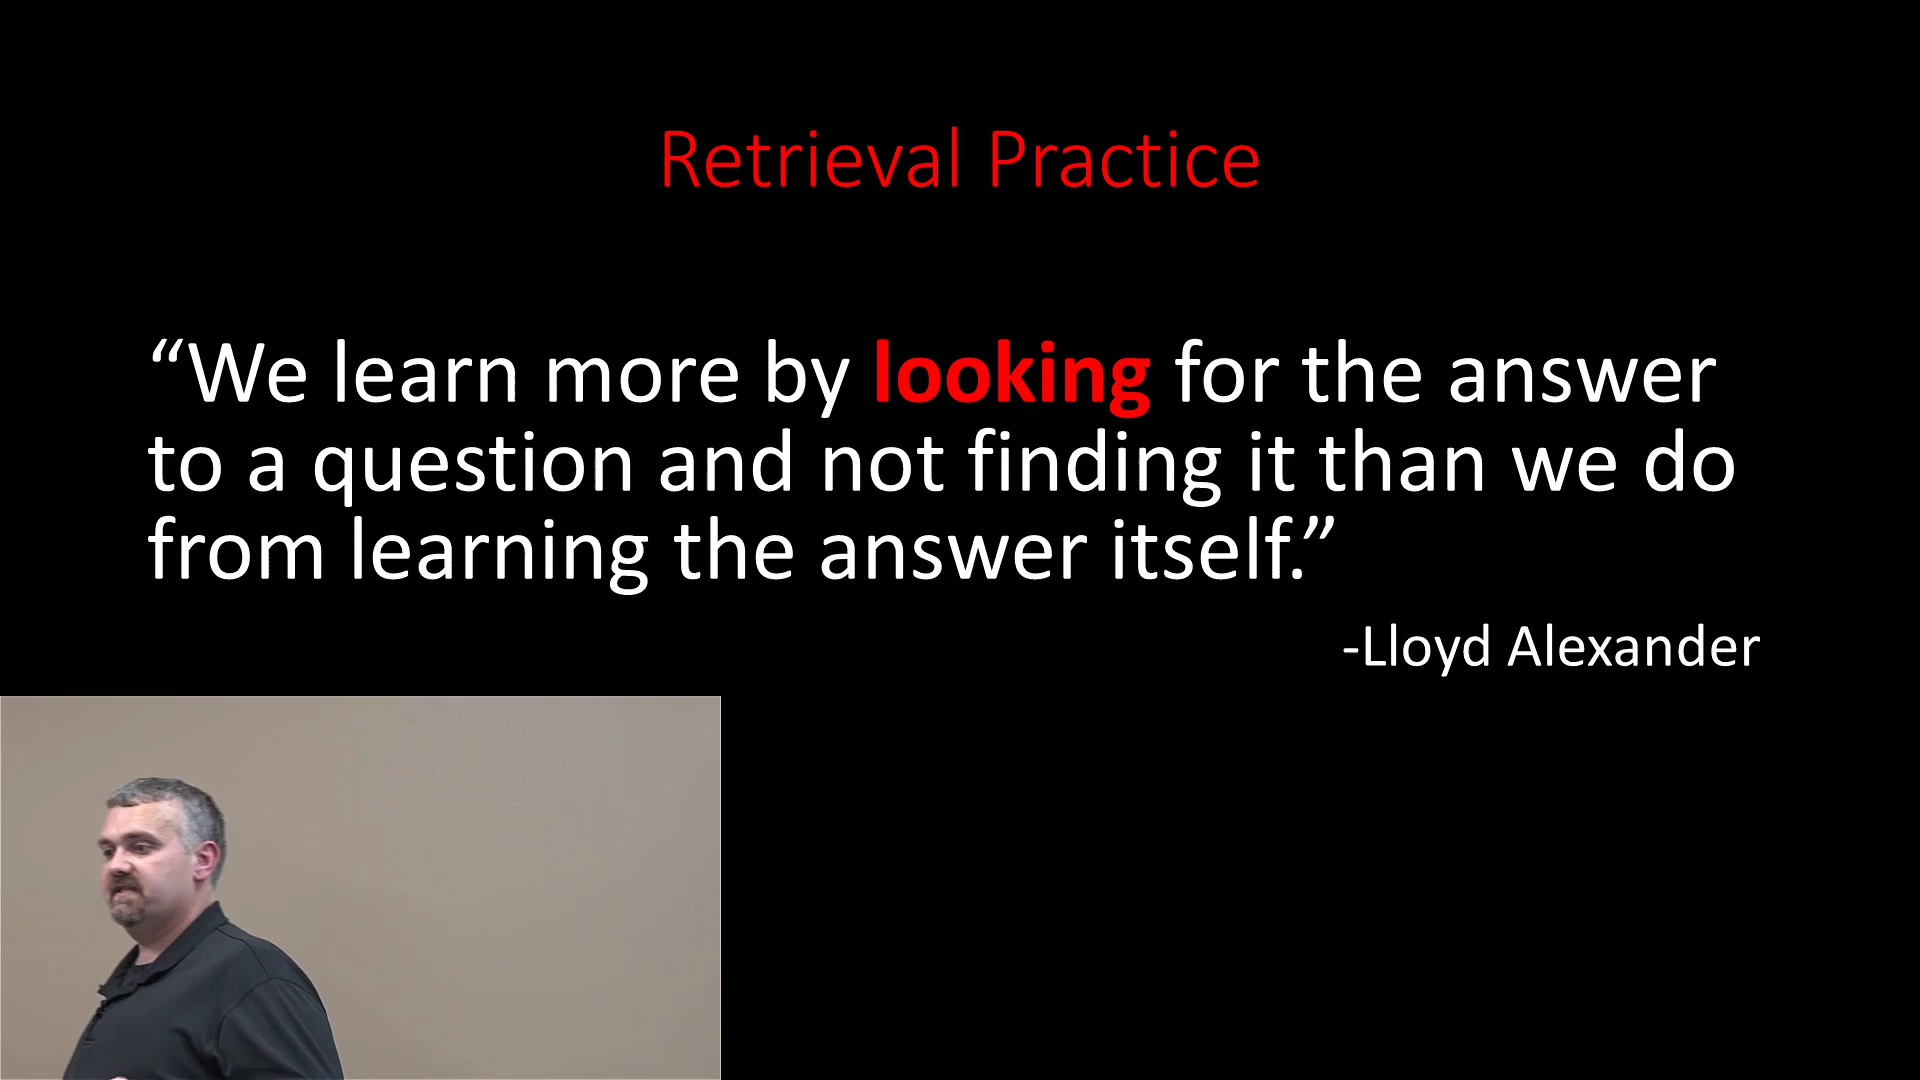 Retrieval Practice
“We learn more by looking for the answer
to a question and not finding it than we do
from learning the answer itself.”
-Lloyd Alexander